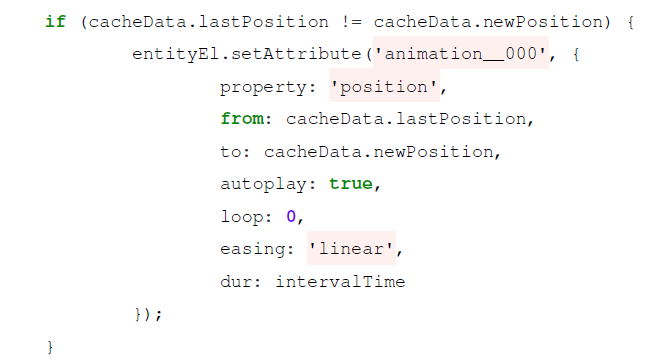 if (cacheData.lastPosition != cacheData.newPosition) {
entityEl.setAttribute('animation__000', {
property: 'position',
from: cacheData.lastPosition,
to: cacheData.newPosition,
autoplay: true,
loop: 0,
easing: 'linear',
dur: intervalTime
});
}